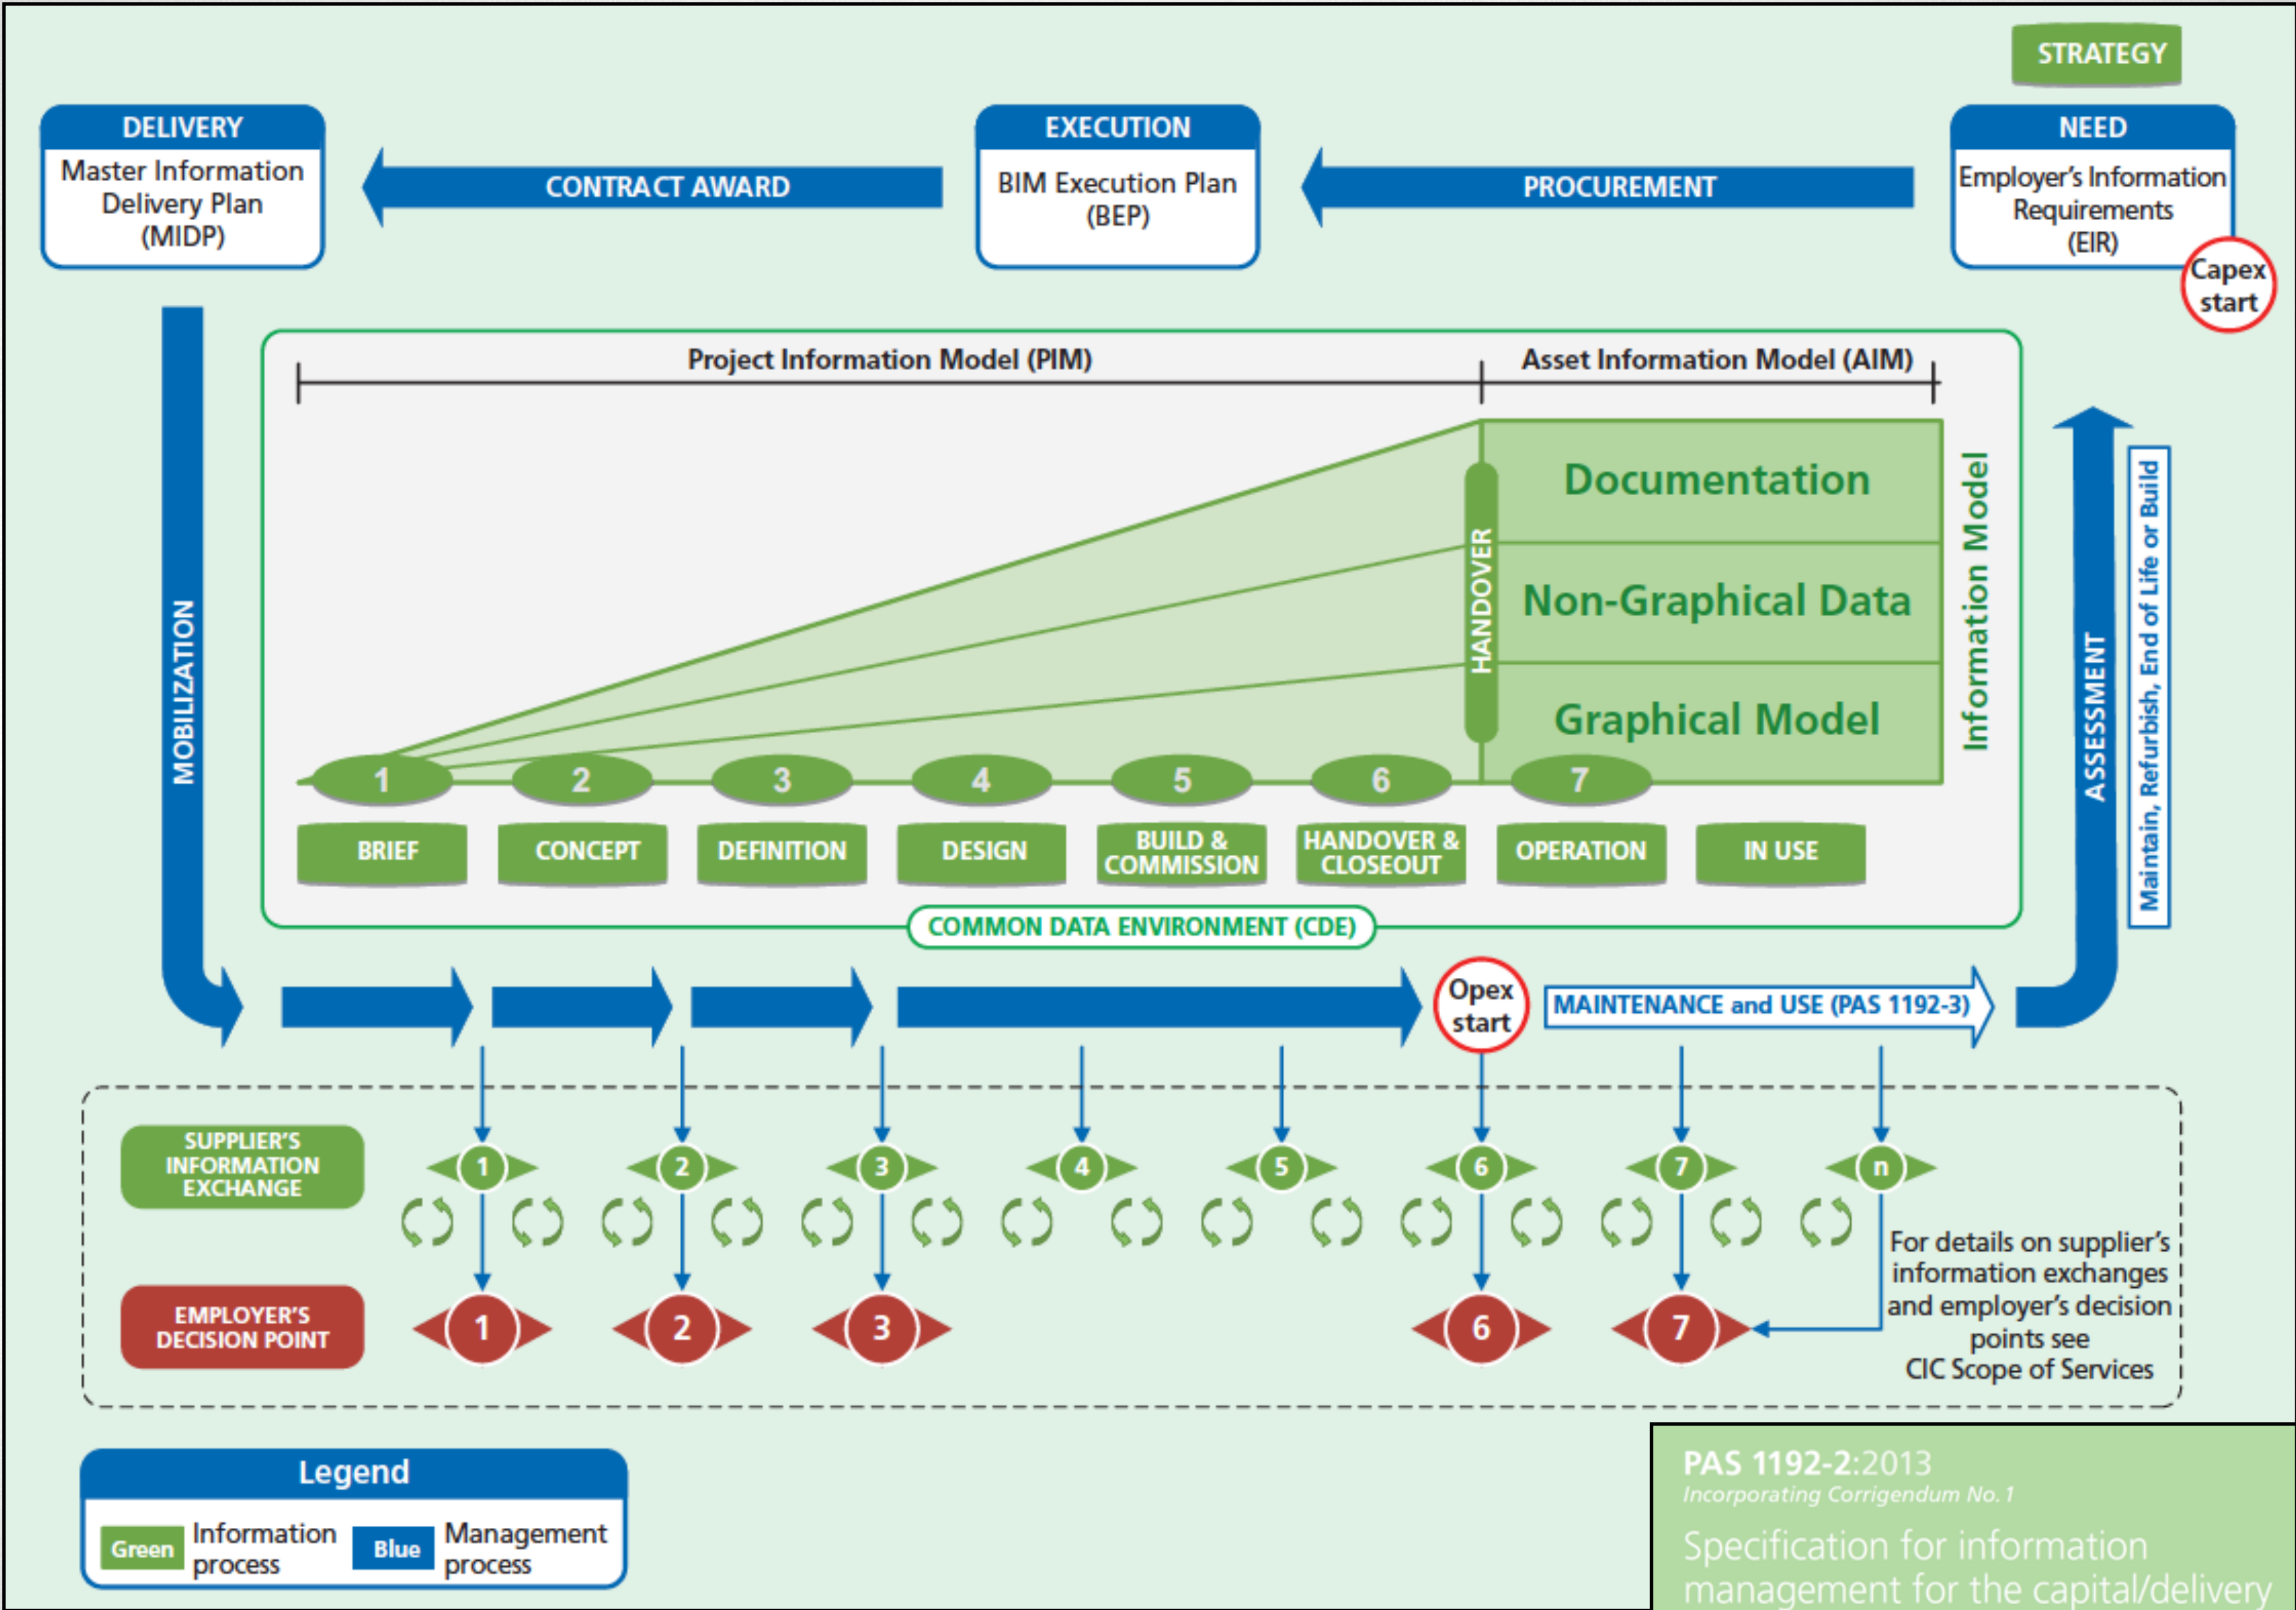 STRATEGY
DELIVERY
Master Information
Delivery Plan
(MIDP)
CONTRACT AWARD
EXECUTION
BIM Execution Plan
(BEP)
PROCUREMENT
NEED
Employer's Information
Requirements
(EIR)
Capex
start
MOBILIZATION
Project Information Model (PIM)
Asset Information Model (AIM)
Documentation
Non-Graphical Data
Graphical Model
HANDOVER
Information Model
ASSESSMENT
Maintain, Refurbish, End of Life or Build
1
2
3
4
5
6
7
BRIEF
CONCEPT
DEFINITION
DESIGN
BUILD &
COMMISSION
HANDOVER &
CLOSEOUT
OPERATION
IN USE
COMMON DATA ENVIRONMENT (CDE)
Opex
start
MAINTENANCE and USE (PAS 1192-3)
SUPPLIER'S
INFORMATION
EXCHANGE
1
2
3
4
5
6
7
n
EMPLOYER'S
DECISION POINT
1
2
3
6
7
For details on supplier's
information exchanges
and employer's decision
points see
CIC Scope of Services
Legend
Green
Information
process
Blue
Management
process
PAS 1192-2:2013
Incorporating Corrigendum No.1
Specification for information
management for the capital/delivery